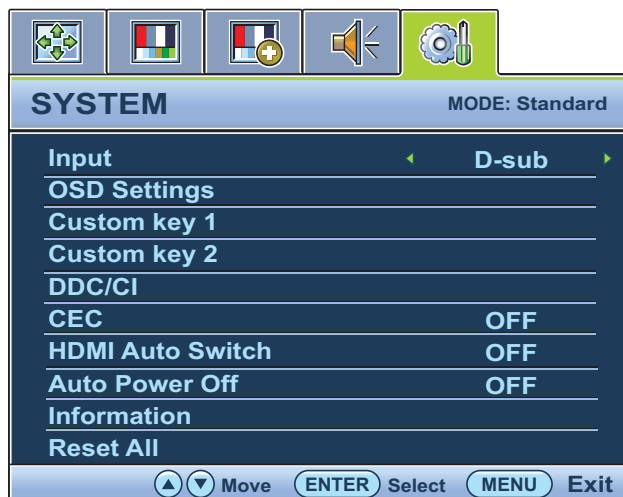 SYSTEM MODE: Standard
Input D-sub
OSD Settings
Custom key 1
Custom key 2
DDC/CI
CEC OFF
HDMI Auto Switch OFF
Auto Power Off OFF
Information
Reset All
Move ENTER Select MENU Exit